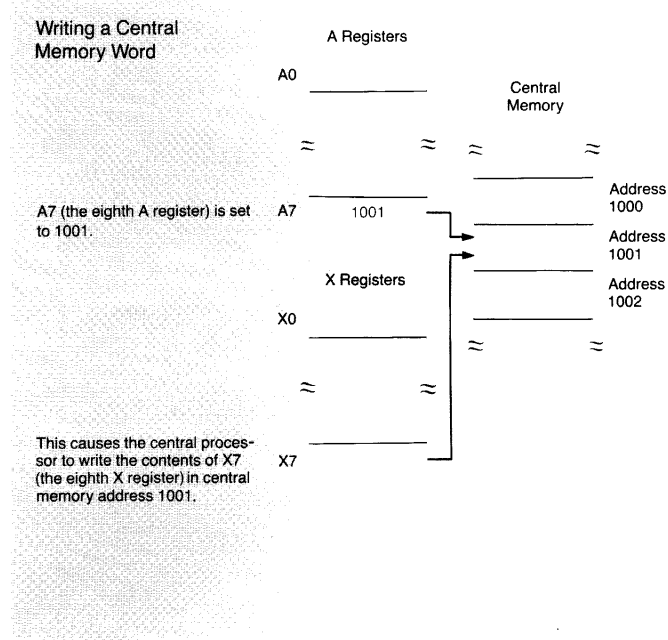 Writing a Central
Memory Word
A Registers
A0
Central
Memory
Address
1000
A7 (the eighth A register) is set
to 1001.
A7
1001
Address
1001
X Registers
Address
1002
X0
This causes the central proces-
sor to write the contents of X7
(the eighth X register) in central
memory address 1001.
X7